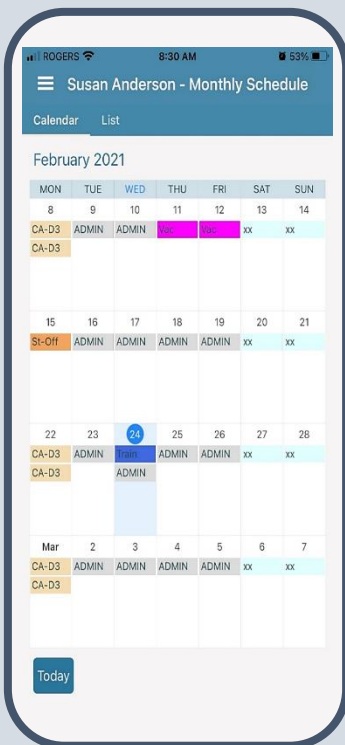 ROGERS 8:30 AM 53%
Susan Anderson - Monthly Schedule
Calendar List
February 2021
MON TUE WED THU FRI SAT SUN
8 9 10 11 12 13 14
CA-D3 ADMIN ADMIN Vac Vac xx xx
CA-D3
15 16 17 18 19 20 21
St-Off ADMIN ADMIN ADMIN ADMIN xx xx
22 23 24 25 26 27 28
CA-D3 ADMIN Train ADMIN ADMIN xx xx
CA-D3 ADMIN
Mar 2 3 4 5 6 7
CA-D3 ADMIN ADMIN ADMIN ADMIN xx xx
CA-D3
Today